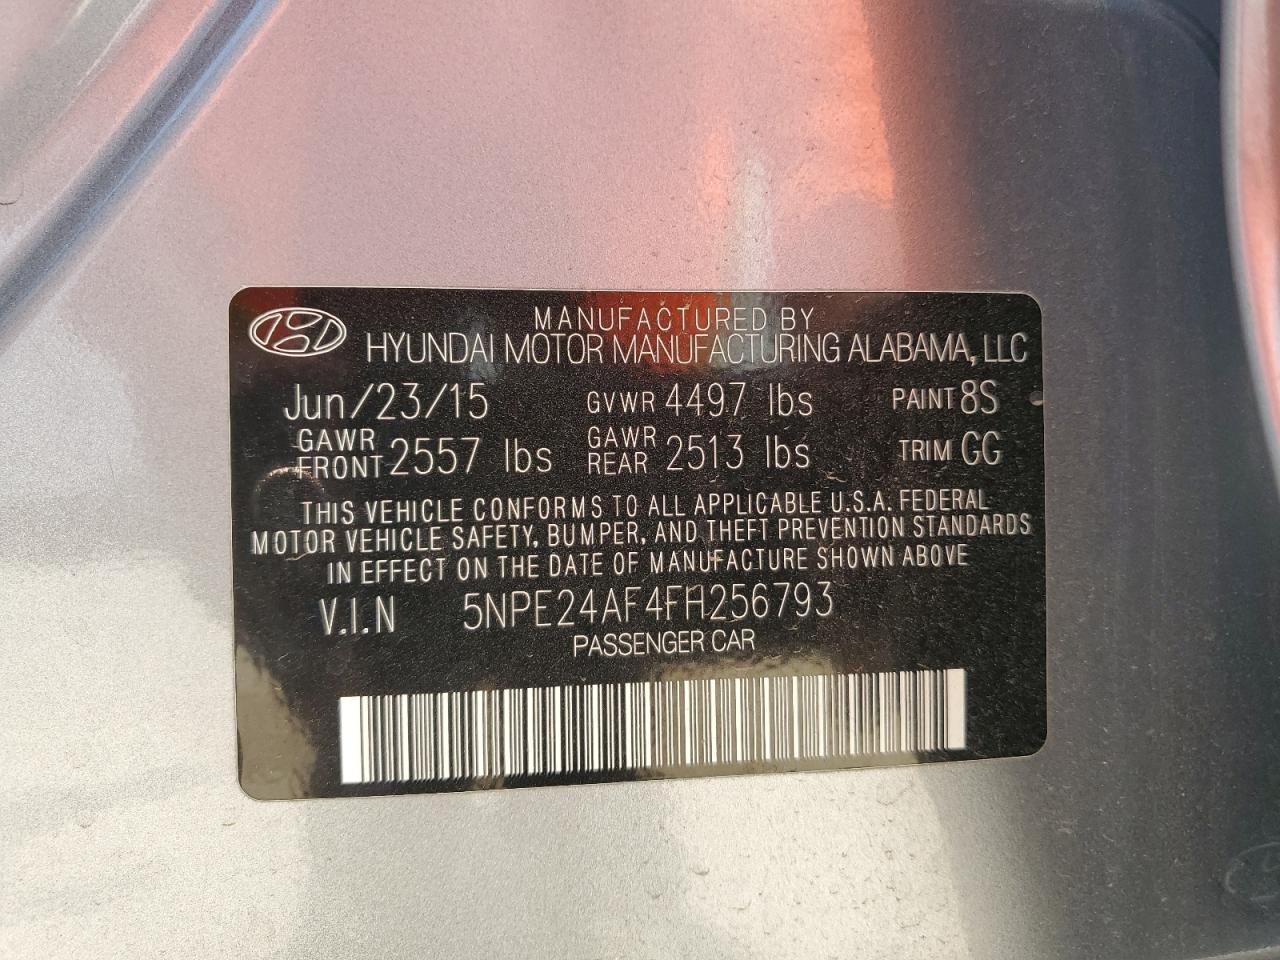 MANUFACTURED BY
HYUNDAI MOTOR MANUFACTURING ALABAMA, LLC
Jun/23/15 GVWR 4497 lbs PAINT 8S
GAWR FRONT 2557 lbs GAWR REAR 2513 lbs TRIM GG
THIS VEHICLE CONFORMS TO ALL APPLICABLE U.S.A. FEDERAL
MOTOR VEHICLE SAFETY, BUMPER, AND THEFT PREVENTION STANDARDS
IN EFFECT ON THE DATE OF MANUFACTURE SHOWN ABOVE
V.I.N 5NPE24AF4FH256793
PASSENGER CAR